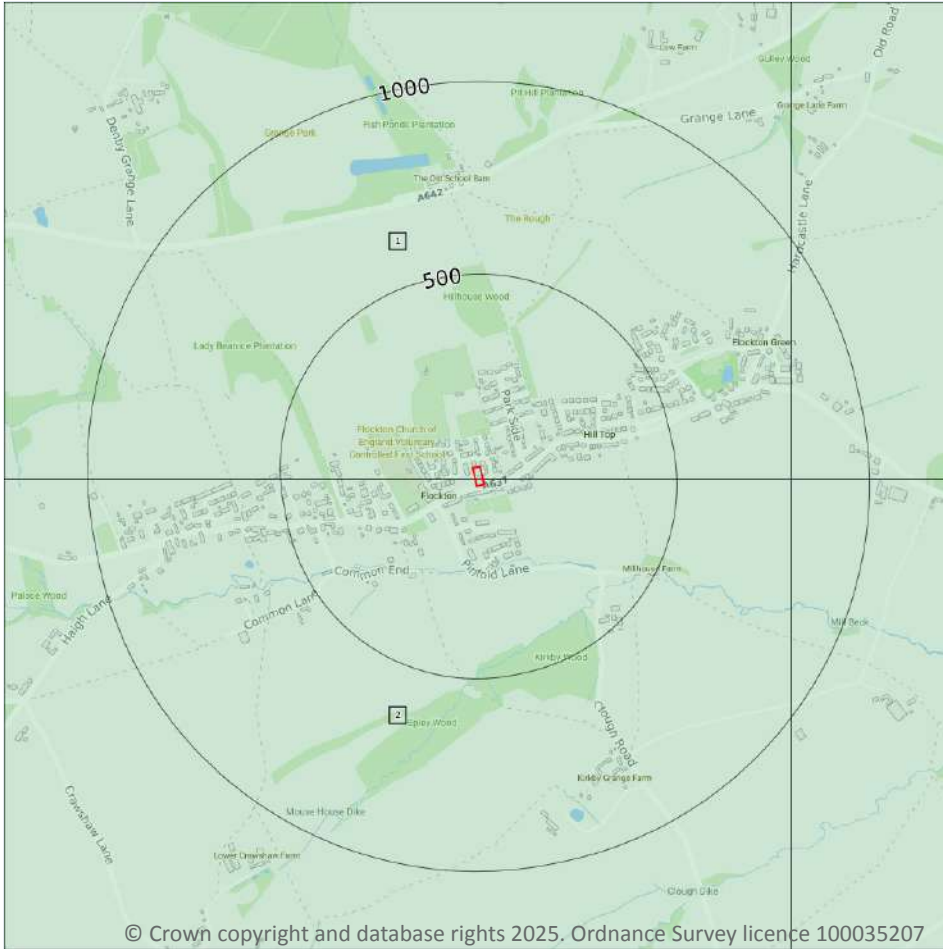 Low Farm
Old Road
Gulley Wood
1000
Pit Hill Plantation
Grange Lane Farm
Grange Lane
Denby Grange Lane
Fish Ponds Plantation
Grange Park
The Old School Barn
A642
Hardcastle Lane
The Rough
1
500
Hillhouse Wood
Flockton Green
Lady Beatrice Plantation
Park Side
Flockton Church of
England Voluntary
Controlled First School
Hill Top
A637
Flockton
Common End
Pinfold Lane
Millhouse Farm
Palace Wood
Haigh Lane
Common Lane
Mill Beck
Kirkby Wood
2
Epley Wood
Clough Road
Kirkby Grange Farm
Mouse House Dike
Crawshaw Lane
Lower Crawshaw Farm
Clough Dike
© Crown copyright and database rights 2025. Ordnance Survey licence 100035207